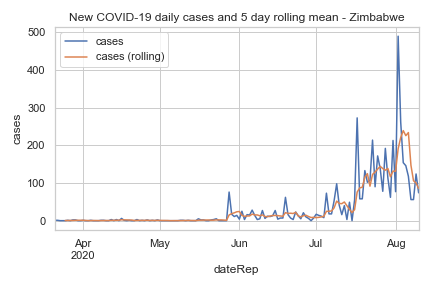 New COVID-19 daily cases and 5 day rolling mean - Zimbabwe
cases
cases (rolling)
500
400
300
200
100
0
cases
Apr
2020
May
Jun
Jul
Aug
dateRep